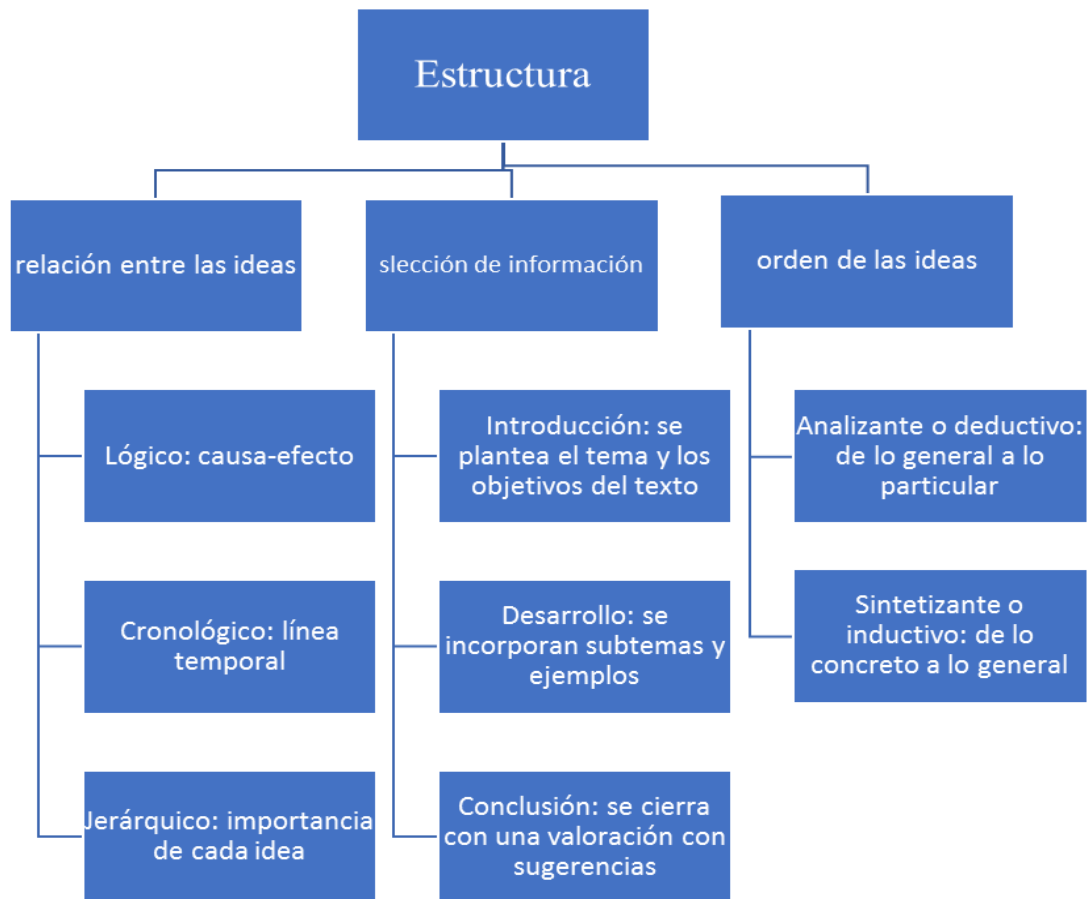 Estructura
relación entre las ideas
slección de información
orden de las ideas
Lógico: causa-efecto
Cronológico: línea
temporal
Jerárquico: importancia
de cada idea
Introducción: se
plantea el tema y los
objetivos del texto
Desarrollo: se
incorporan subtemas y
ejemplos
Conclusión: se cierra
con una valoración con
sugerencias
Analizante o deductivo:
de lo general a lo
particular
Sintetizante o
inductivo: de lo
concreto a lo general